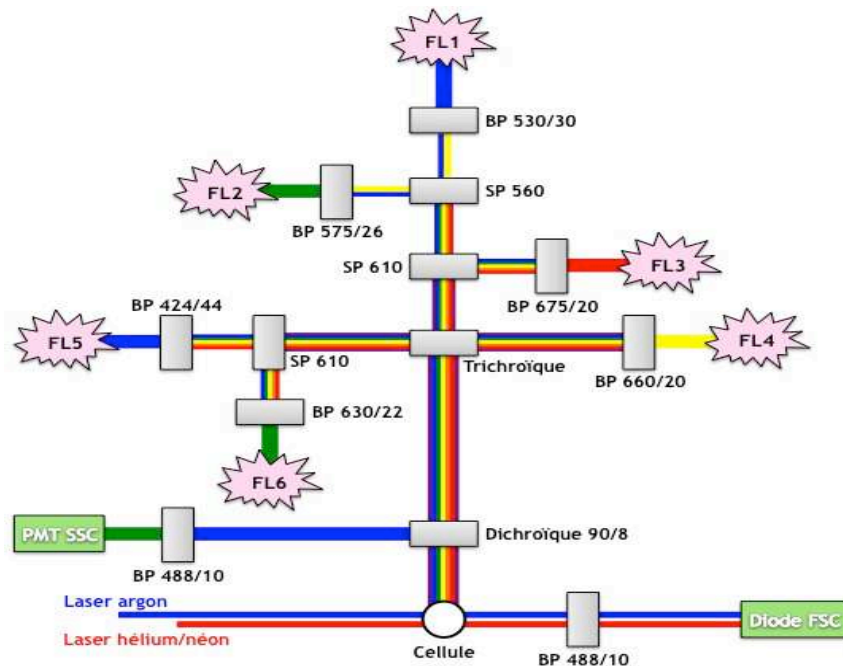 FL1
BP 530/30
FL2
SP 560
BP 575/26
SP 610
FL3
BP 424/44
BP 675/20
FL5
SP 610
FL4
Trichroïque
BP 660/20
BP 630/22
FL6
PMT SSC
Dichroïque 90/8
BP 488/10
Laser argon
Diode FSC
Laser hélium/néon
Cellule
BP 488/10